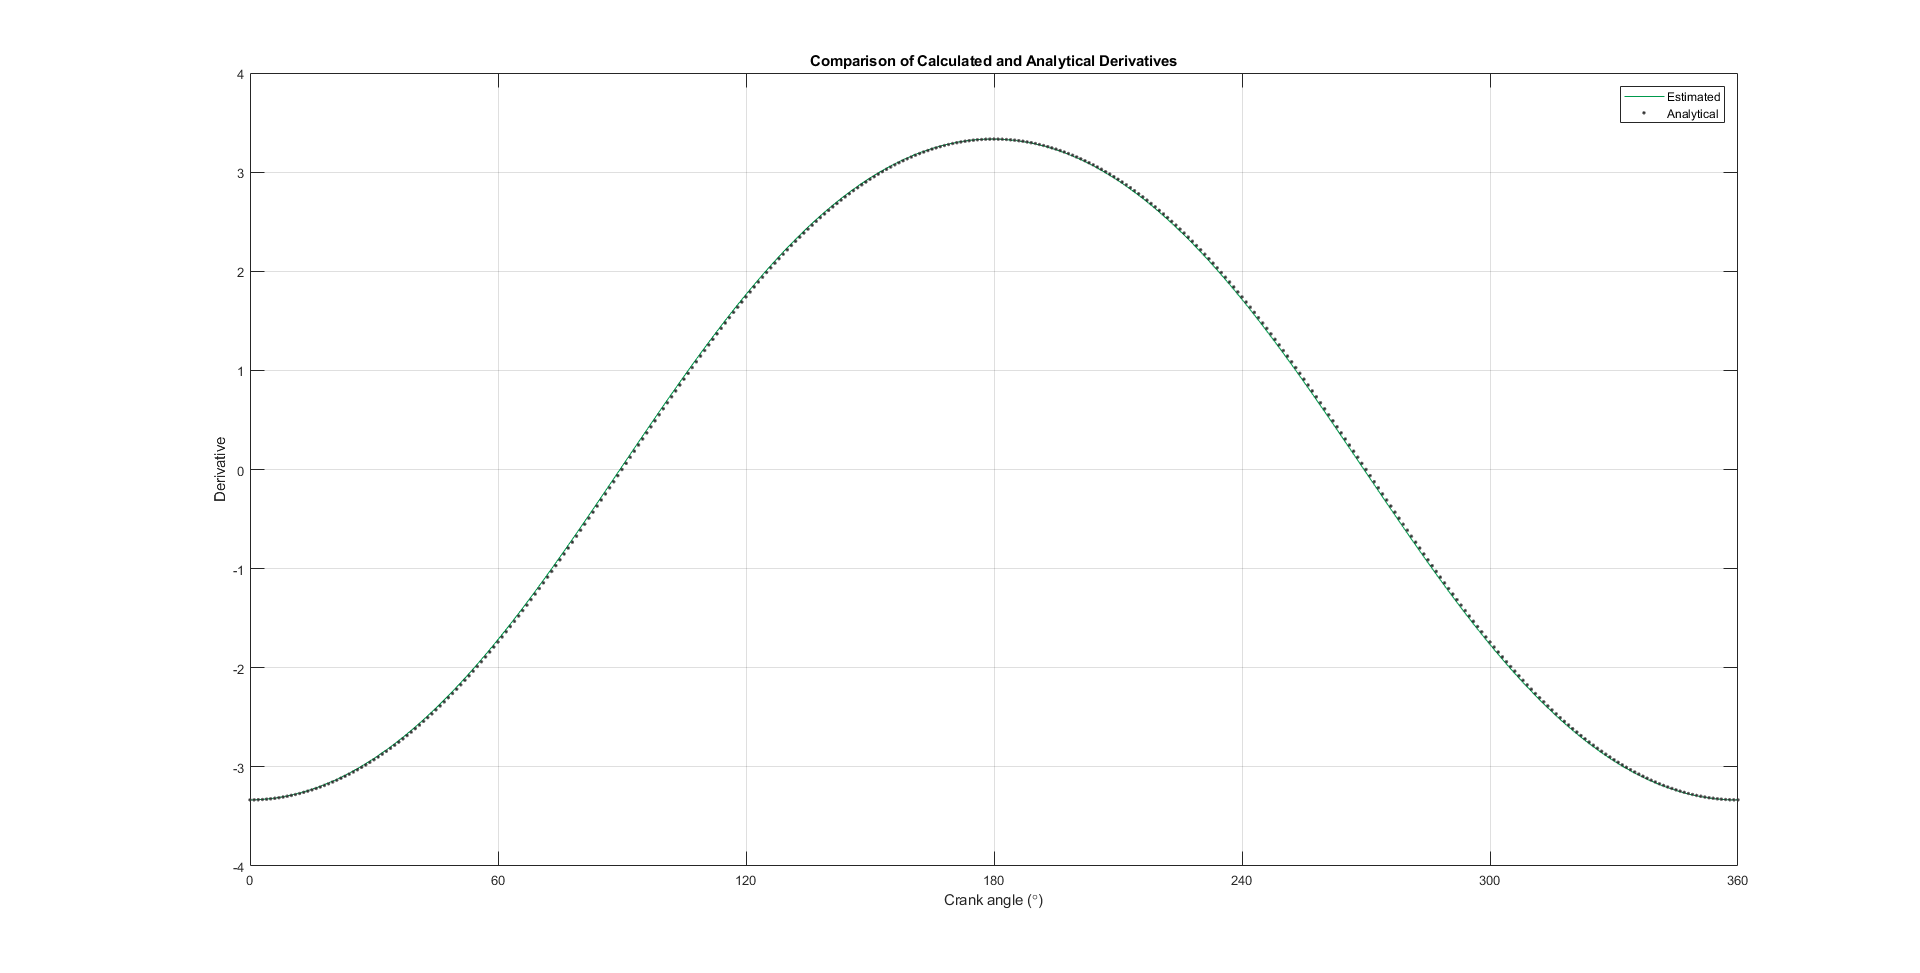 Comparison of Calculated and Analytical Derivatives
4
3
2
1
0
-1
-2
-3
-4
Derivative
Estimated
Analytical
0 60 120 180 240 300 360
Crank angle (°)